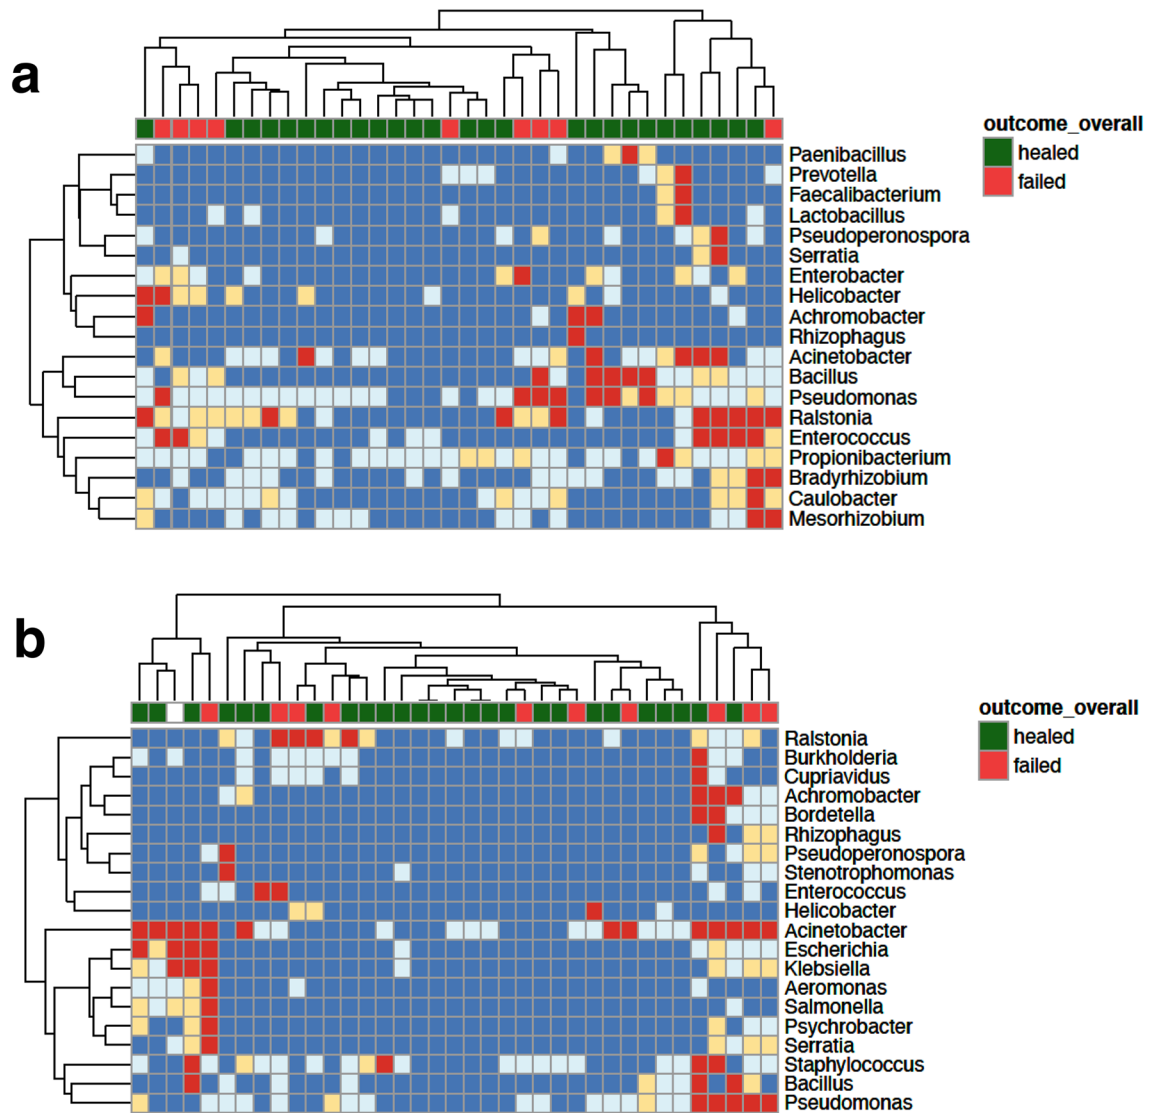 a
outcome_overall
healed
failed
Paenibacillus
Prevotella
Faecalibacterium
Lactobacillus
Pseudoperonospora
Serratia
Enterobacter
Helicobacter
Achromobacter
Rhizophagus
Acinetobacter
Bacillus
Pseudomonas
Ralstonia
Enterococcus
Propionibacterium
Bradyrhizobium
Caulobacter
Mesorhizobium
b
outcome_overall
healed
failed
Ralstonia
Burkholderia
Cupriavidus
Achromobacter
Bordetella
Rhizophagus
Pseudoperonospora
Stenotrophomonas
Enterococcus
Helicobacter
Acinetobacter
Escherichia
Klebsiella
Aeromonas
Salmonella
Psychrobacter
Serratia
Staphylococcus
Bacillus
Pseudomonas